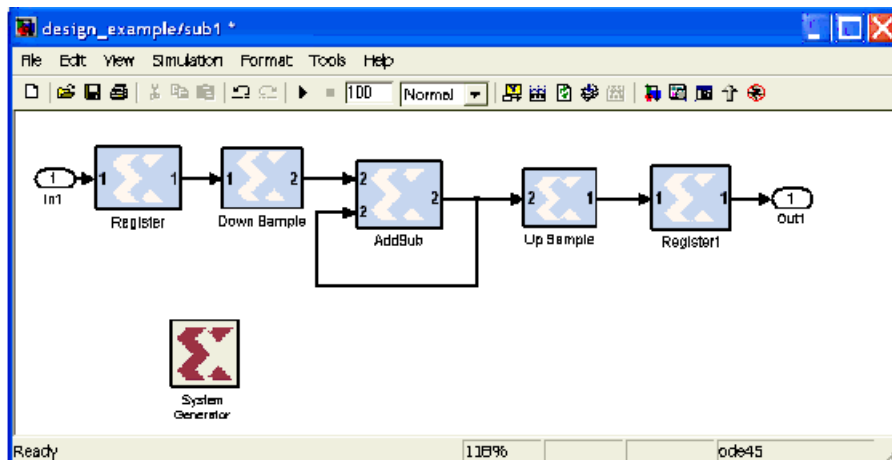 design_example/sub1 *
File Edit View Simulation Format Tools Help
100 Normal
1 In1
1 Register 1
1 Down Sample 2
2 2 AddSub 2
2 Up Sample 1
1 Register1 1
1 Out1
System
Generator
Ready 118% ode45